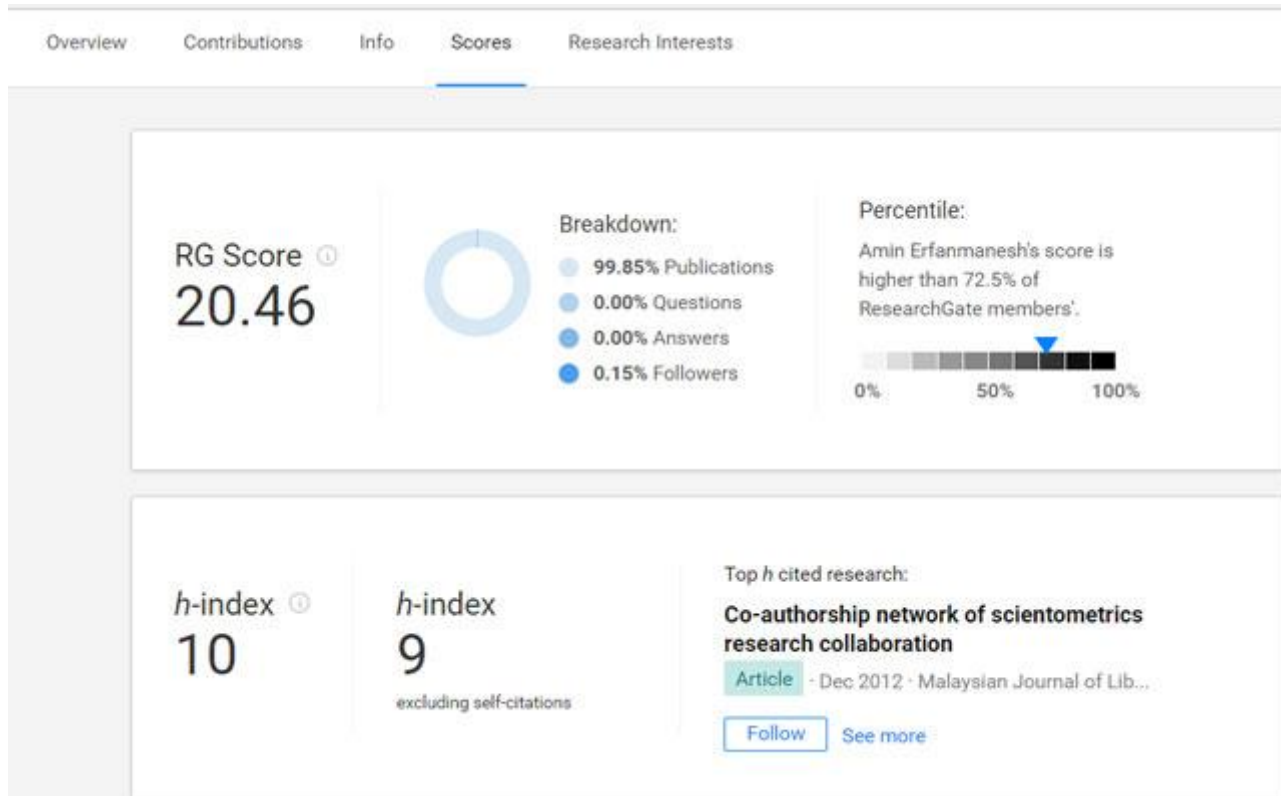 Overview Contributions Info Scores Research Interests
RG Score
20.46
Breakdown:
99.85% Publications
0.00% Questions
0.00% Answers
0.15% Followers
Percentile:
Amin Erfanmanesh's score is
higher than 72.5% of
ResearchGate members'.
0% 50% 100%
h-index
10
h-index
9
excluding self-citations
Top h cited research:
Co-authorship network of scientometrics
research collaboration
Article · Dec 2012 · Malaysian Journal of Lib...
Follow See more